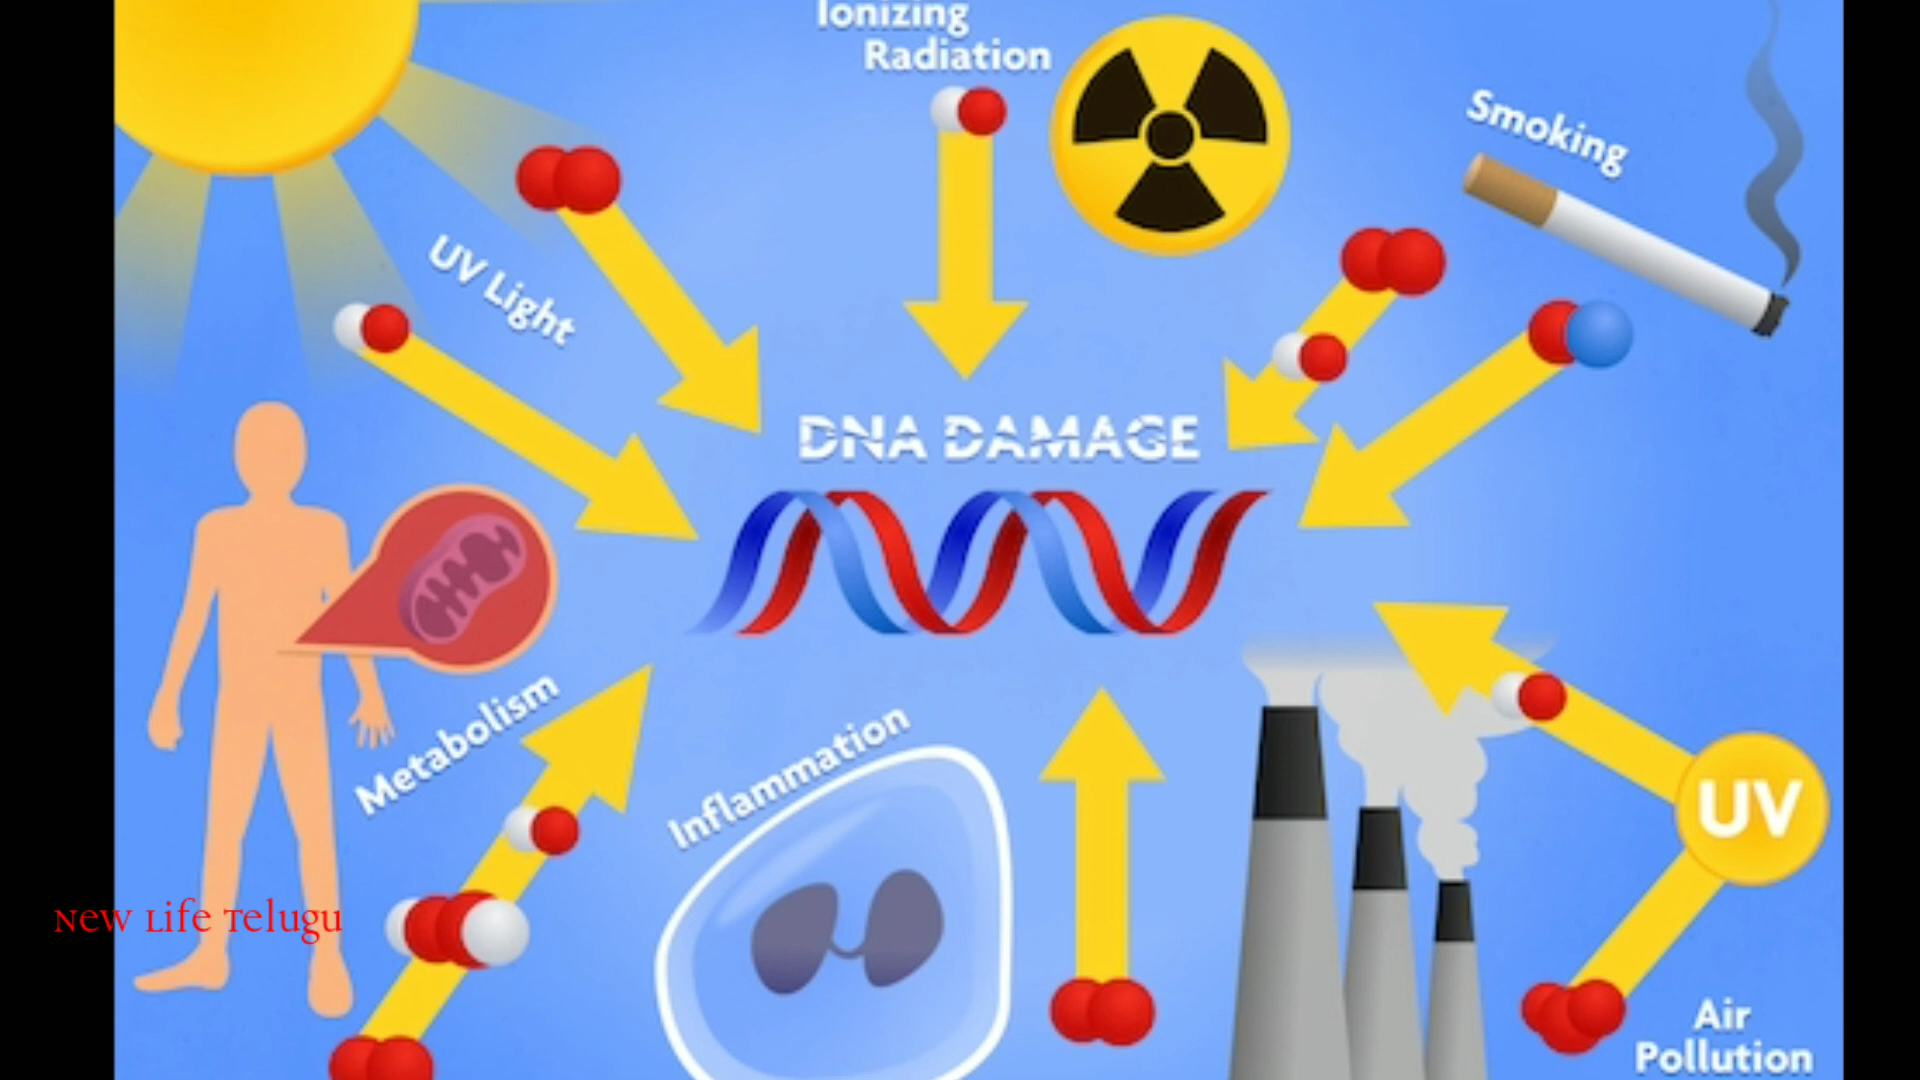 Ionizing
Radiation
Smoking
UV Light
DNA DAMAGE
Metabolism
Inflammation
UV
New Life Telugu
Air
Pollution